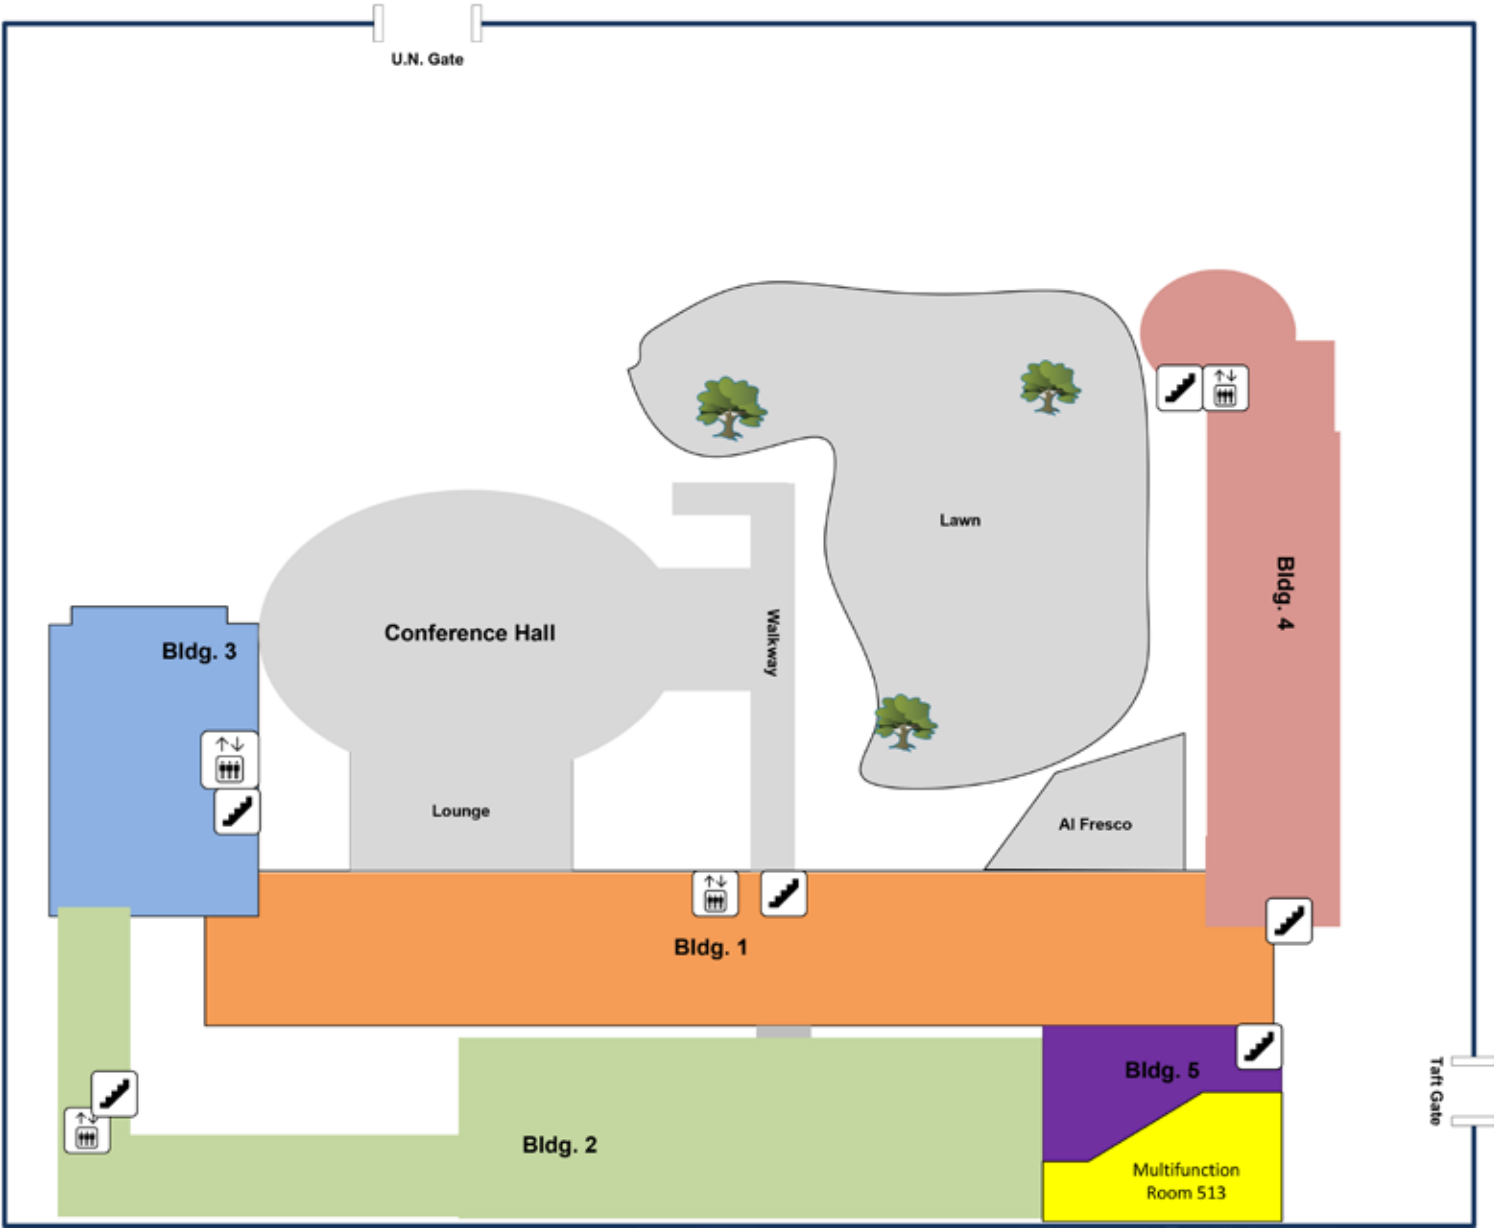 U.N. Gate
Lawn
Bldg. 4
Conference Hall
Walkway
Bldg. 3
Lounge
Al Fresco
Bldg. 1
Bldg. 5
Taft Gate
Bldg. 2
Multifunction
Room 513